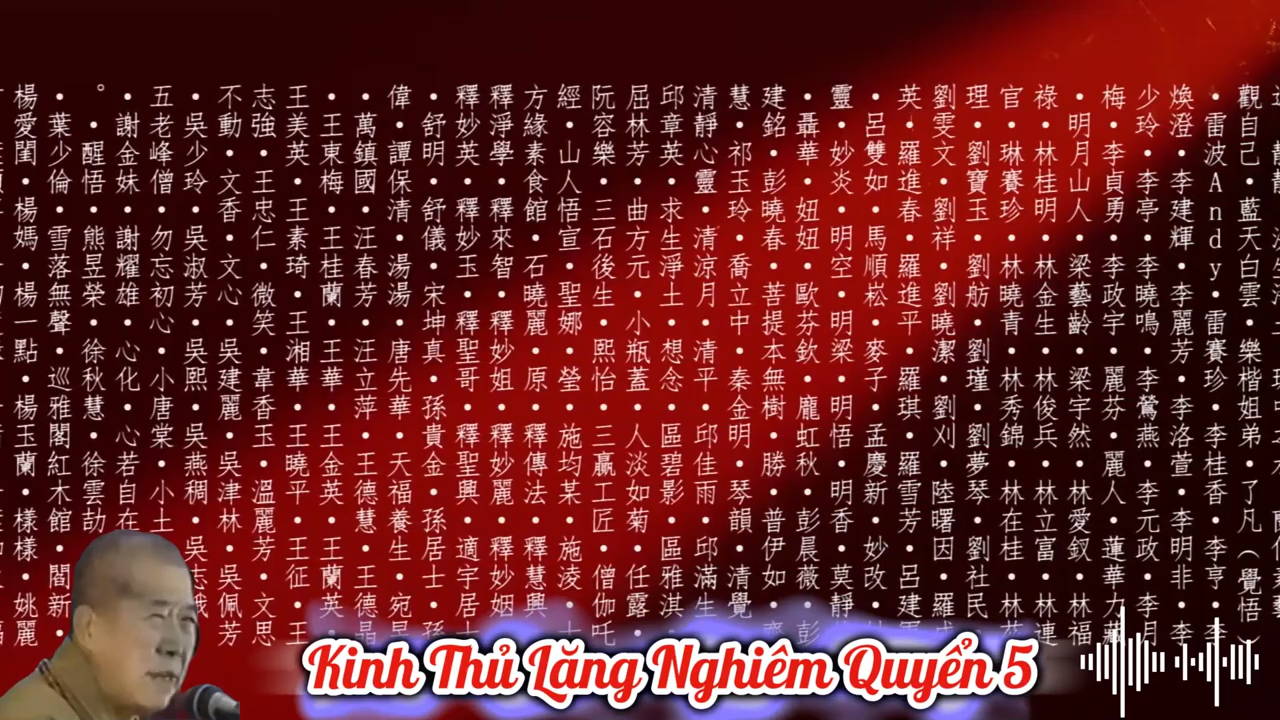 觀自己・藍天白雲・樂楷姐弟・了凡（覺悟）
・雷波Andy・雷賽珍・李桂香・李亨・李
煥澄・李建輝・李麗芳・李洛萱・李明非・李
少玲・李亭・李曉鳴・李鶯燕・李元政・李月
梅・李貞勇・李政宇・麗芬・麗人・蓮華力藏
・明月山人・梁藝齡・梁宇然・林愛釵・林福
祿・林桂明・林金生・林俊兵・林立富・林連
官・琳賽珍・林曉青・林秀錦・林在桂・林
理・劉寶玉・劉舫・劉瑾・劉夢琴・劉社民・
劉雯文・劉祥・劉曉潔・劉刈・陸曙因・羅
英・羅進春・羅進平・羅琪・羅雪芳・呂建
・呂雙如・馬順崧・麥子・孟慶新・妙改・
靈・妙炎・明空・明梁・明悟・明香・莫靜
・聶華・妞妞・歐芬欽・龐虹秋・彭晨薇・彭
建銘・彭曉春・菩提本無樹・勝・普伊如・齊
慧・祁玉玲・喬立中・秦金明・琴韻・清覺・
清靜心靈・清涼月・清平・邱佳雨・邱滿生・
邱章英・求生淨土・想念・區碧影・區雅淇・
屈林芳・曲方元・小瓶蓋・人淡如菊・任露・
阮容樂・三石後生・熙怡・三贏工匠・僧伽吒
經・山人悟宣・聖娜・瑩・施均某・施淩・
方緣素食館・石曉麗・原・釋傳法・釋慧興・
釋淨學・釋來智・釋妙姐・釋妙麗・釋妙姻・
釋妙英・釋妙玉・釋聖哥・釋聖興・適宇居士
・舒明・舒儀・宋坤真・孫貴金・孫居士・孫
偉・譚保清・湯湯・唐先華・天福養生・宛
・萬鎮國・汪春芳・汪立萍・王德慧・王德晶
・王東梅・王桂蘭・王華・王金英・王蘭英・
王美英・王素琦・王湘華・王曉平・王征・王
志強・王忠仁・微笑・韋香玉・溫麗芳・文思
不動・文香・文心・吳建麗・吳津林・吳佩芳
・吳少玲・吳淑芳・吳熙・吳燕稠・吳志
五老峰僧・勿忘初心・小唐棠・小土
・謝金妹・謝耀雄・心化・心若自在
。・醒悟・熊昱榮・徐秋慧・徐雲劼
・葉少倫・雪落無聲・巡雅閣紅木館・閻新・
楊愛閨・楊媽・楊一點・楊玉蘭・樣樣・姚麗
Kinh Thủ Lăng Nghiêm Quyển 5